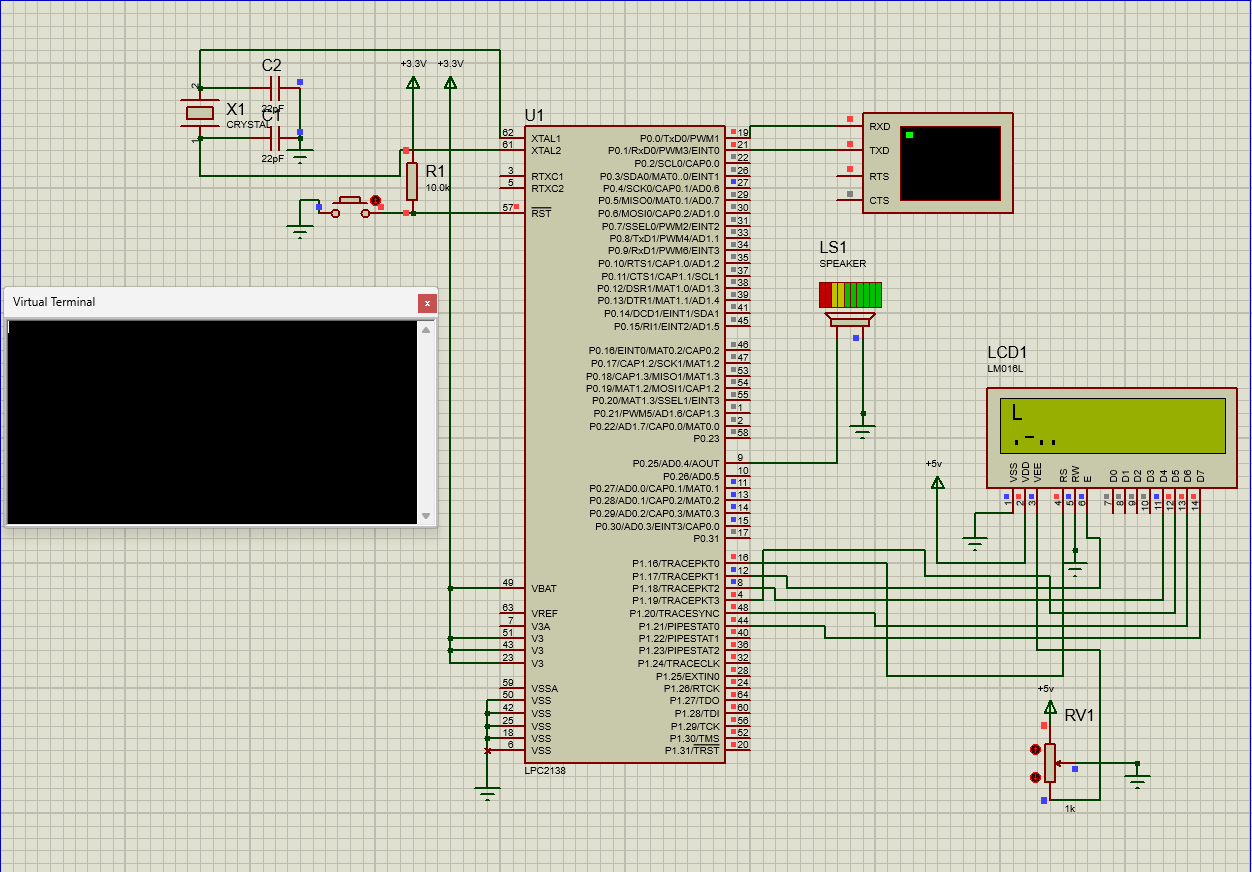 C2
22pF
X1
CRYSTAL
2
1
C1
22pF
+3.3V
+3.3V
R1
10.0k
U1
62 XTAL1
61 XTAL2
3 RTXC1
5 RTXC2
57 RST
49 VBAT
63 VREF
7 V3A
51 V3
43 V3
23 V3
59 VSSA
50 VSS
42 VSS
25 VSS
18 VSS
6 VSS
P0.0/TxD0/PWM1 19
P0.1/RxD0/PWM3/EINT0 21
P0.2/SCL0/CAP0.0 22
P0.3/SDA0/MAT0..0/EINT1 26
P0.4/SCK0/CAP0.1/AD0.6 27
P0.5/MISO0/MAT0.1/AD0.7 29
P0.6/MOSI0/CAP0.2/AD1.0 30
P0.7/SSEL0/PWM2/EINT2 31
P0.8/TxD1/PWM4/AD1.1 33
P0.9/RxD1/PWM6/EINT3 34
P0.10/RTS1/CAP1.0/AD1.2 35
P0.11/CTS1/CAP1.1/SCL1 37
P0.12/DSR1/MAT1.0/AD1.3 38
P0.13/DTR1/MAT1.1/AD1.4 39
P0.14/DCD1/EINT1/SDA1 41
P0.15/RI1/EINT2/AD1.5 45
P0.16/EINT0/MAT0.2/CAP0.2 46
P0.17/CAP1.2/SCK1/MAT1.2 47
P0.18/CAP1.3/MISO1/MAT1.3 53
P0.19/MAT1.2/MOSI1/CAP1.2 54
P0.20/MAT1.3/SSEL1/EINT3 55
P0.21/PWM5/AD1.6/CAP1.3 1
P0.22/AD1.7/CAP0.0/MAT0.0 2
P0.23 58
P0.25/AD0.4/AOUT 9
P0.26/AD0.5 10
P0.27/AD0.0/CAP0.1/MAT0.1 11
P0.28/AD0.1/CAP0.2/MAT0.2 13
P0.29/AD0.2/CAP0.3/MAT0.3 14
P0.30/AD0.3/EINT3/CAP0.0 15
P0.31 17
P1.16/TRACEPKT0 16
P1.17/TRACEPKT1 12
P1.18/TRACEPKT2 8
P1.19/TRACEPKT3 4
P1.20/TRACESYNC 48
P1.21/PIPESTAT0 44
P1.22/PIPESTAT1 40
P1.23/PIPESTAT2 36
P1.24/TRACECLK 32
P1.25/EXTIN0 28
P1.26/RTCK 24
P1.27/TDO 64
P1.28/TDI 60
P1.29/TCK 56
P1.30/TMS 52
P1.31/TRST 20
LPC2138
Virtual Terminal
x
RXD
TXD
RTS
CTS
LS1
SPEAKER
LCD1
LM016L
L
VSS VDD VEE RS RW E D0 D1 D2 D3 D4 D5 D6 D7
1 2 3 4 5 6 7 8 9 10 11 12 13 14
+5v
+5v
RV1
1k